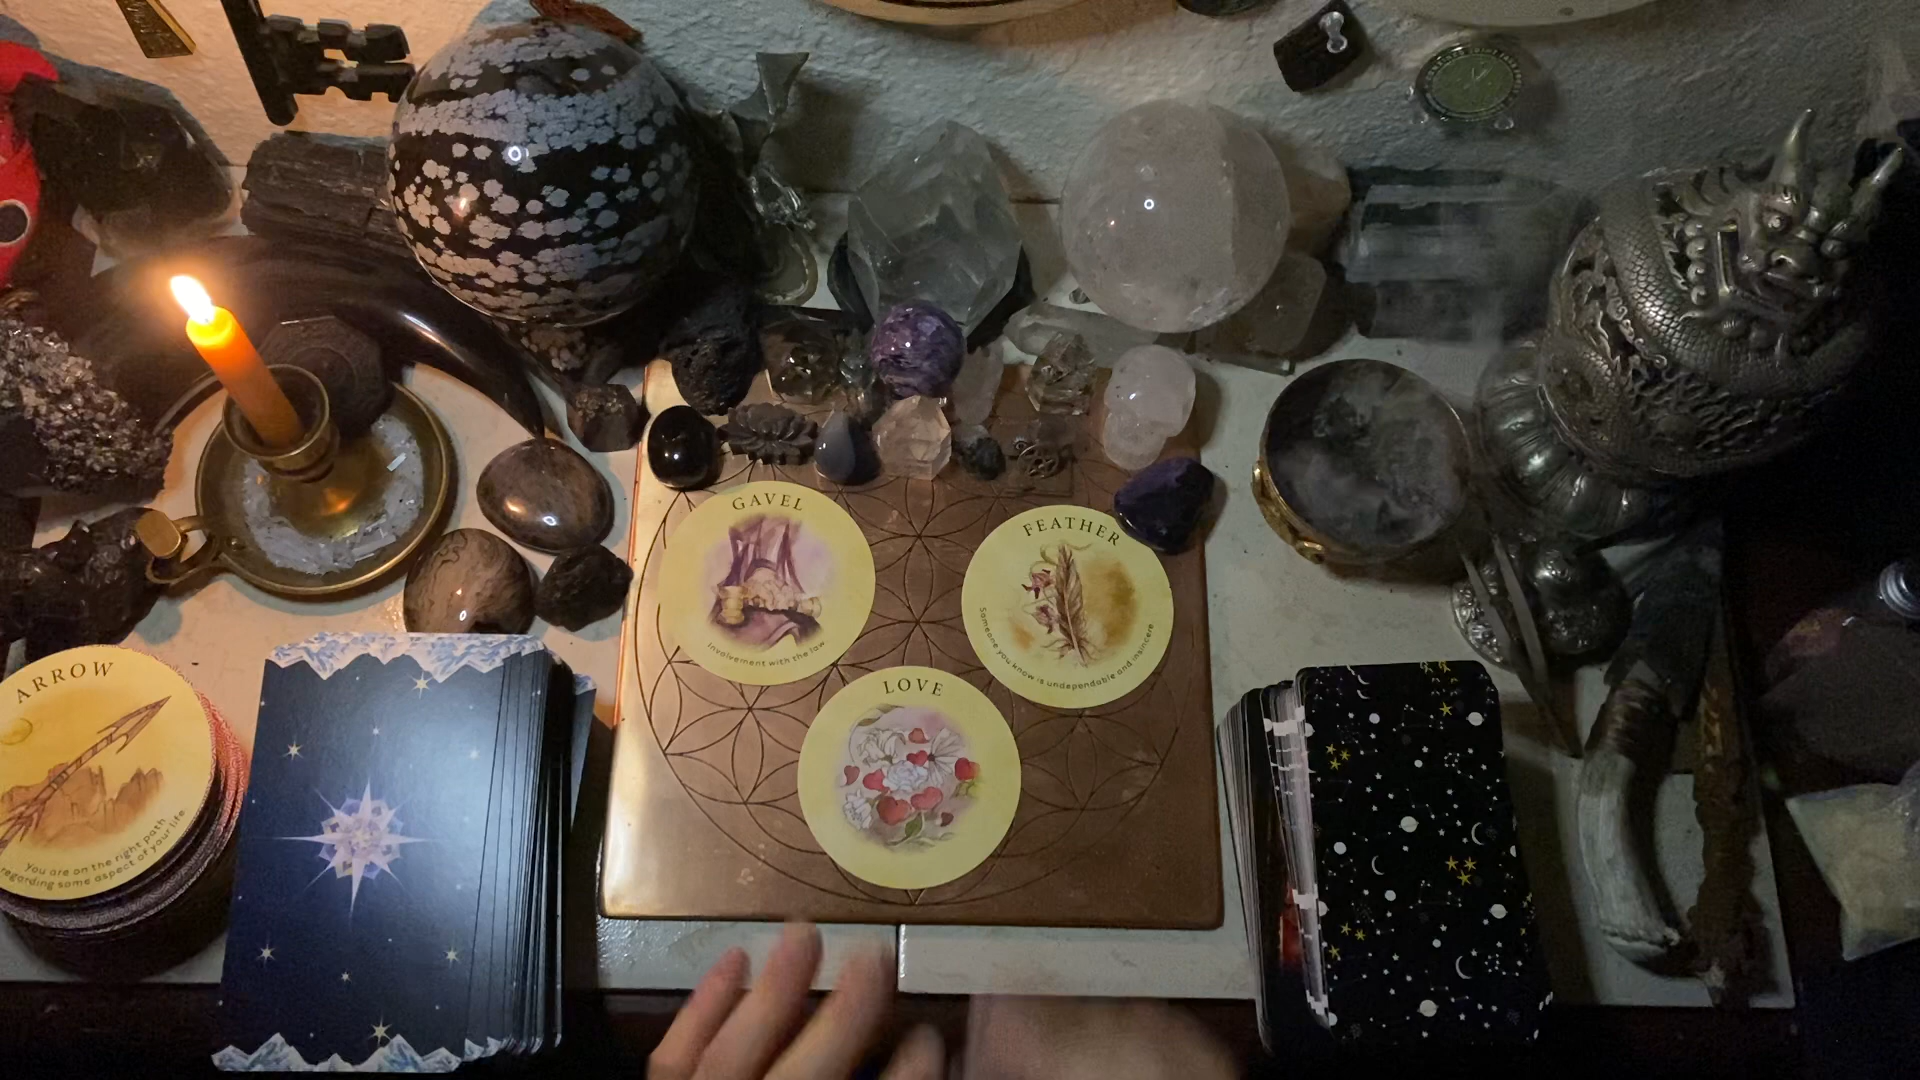 GAVEL
Involvement with the law
FEATHER
Someone you know is undependable and insincere
LOVE
ARROW
You are on the right path
regarding some aspect of your life